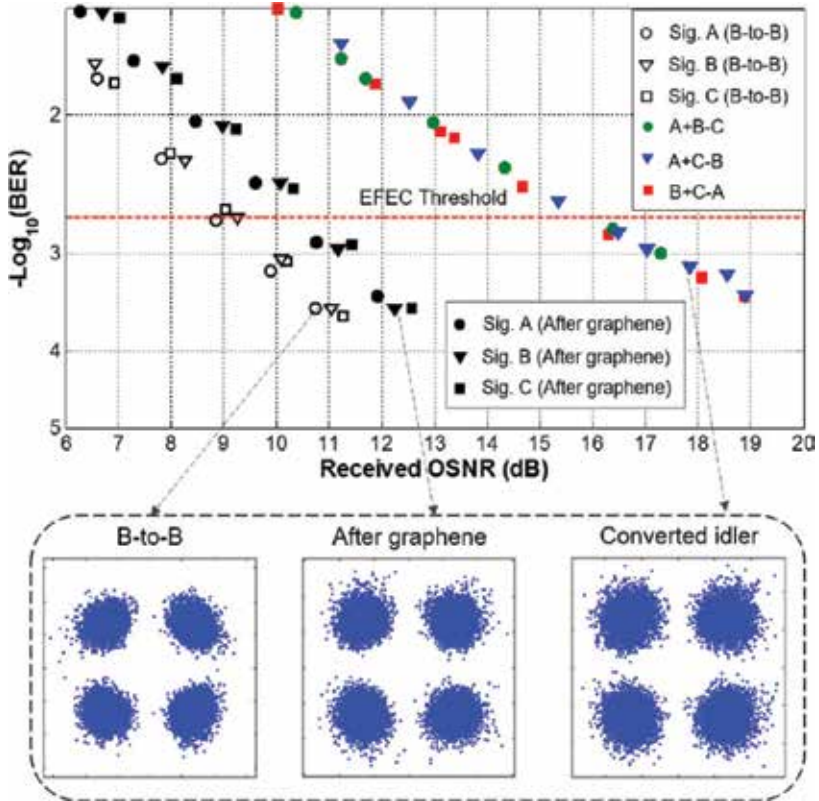 Sig. A (B-to-B)
Sig. B (B-to-B)
Sig. C (B-to-B)
A+B-C
A+C-B
B+C-A
EFEC Threshold
Sig. A (After graphene)
Sig. B (After graphene)
Sig. C (After graphene)
-Log10(BER)
2
3
4
5
6 7 8 9 10 11 12 13 14 15 16 17 18 19 20
Received OSNR (dB)
B-to-B
After graphene
Converted idler